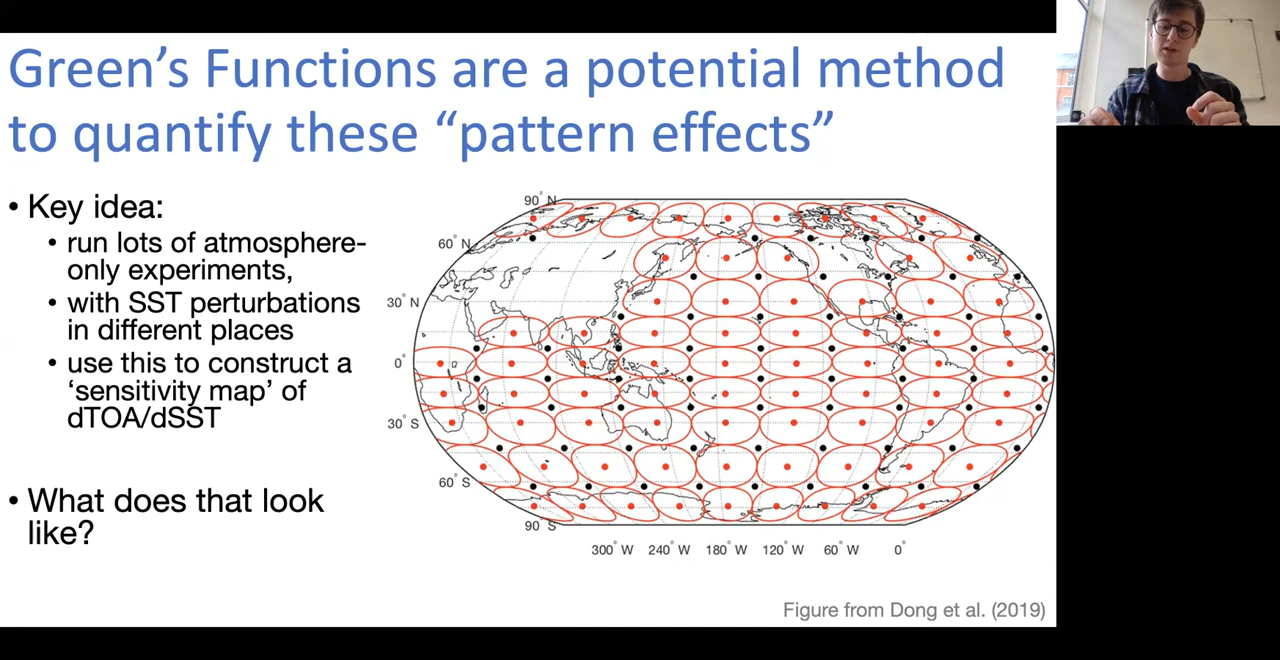 Green’s Functions are a potential method
to quantify these “pattern effects”
• Key idea:
• run lots of atmosphere-
only experiments,
• with SST perturbations
in different places
• use this to construct a
‘sensitivity map’ of
dTOA/dSST
• What does that look
like?
90° N
60° N
30° N
0°
30° S
60° S
90° S
300° W 240° W 180° W 120° W 60° W 0°
Figure from Dong et al. (2019)